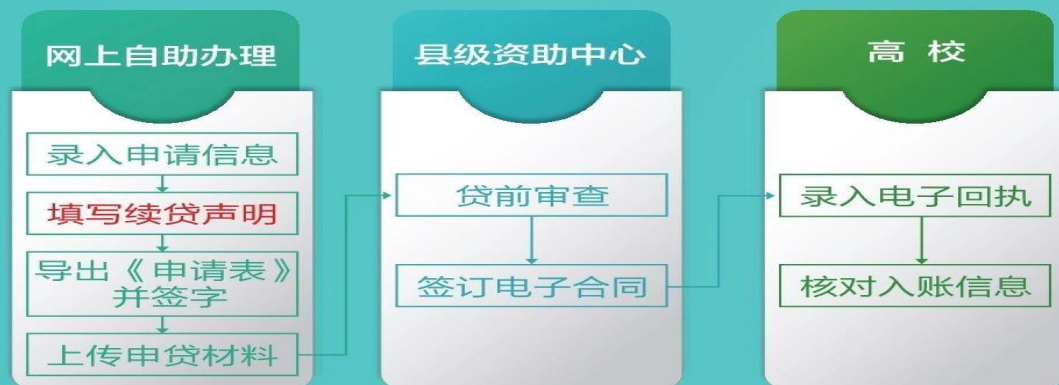 网上自助办理
录入申请信息
填写续贷声明
导出《申请表》
并签字
上传申贷材料
县级资助中心
贷前审查
签订电子合同
高校
录入电子回执
核对入账信息